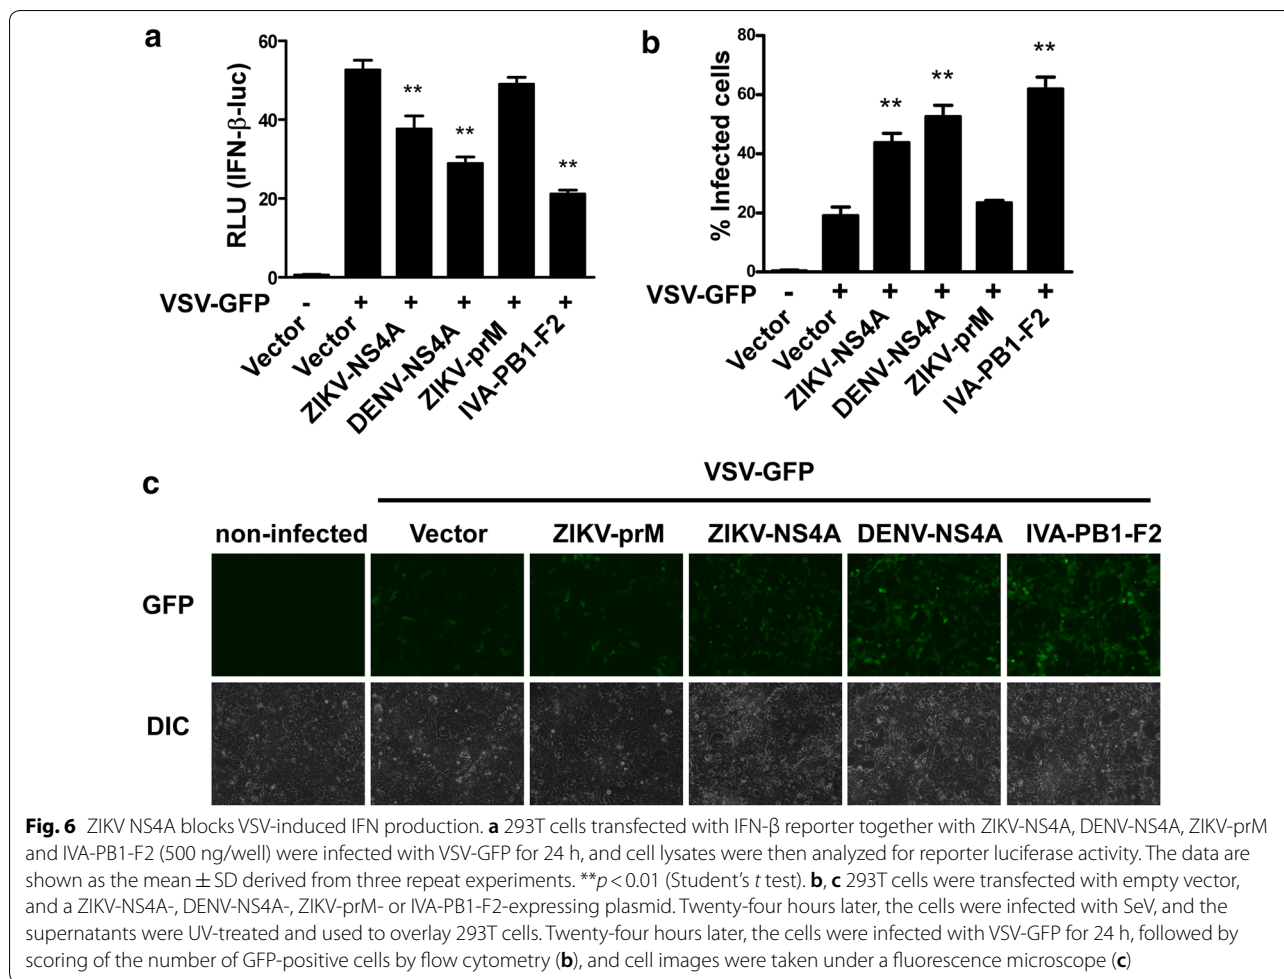 a
60
40
20
0
RLU (IFN-β-luc)
**
**
**
VSV-GFP - + + + + +
Vector
Vector
ZIKV-NS4A
DENV-NS4A
ZIKV-prM
IVA-PB1-F2
b
80
60
40
20
0
% Infected cells
**
**
**
VSV-GFP - + + + + +
Vector
Vector
ZIKV-NS4A
DENV-NS4A
ZIKV-prM
IVA-PB1-F2
c
VSV-GFP
non-infected Vector ZIKV-prM ZIKV-NS4A DENV-NS4A IVA-PB1-F2
GFP
DIC
Fig. 6 ZIKV NS4A blocks VSV-induced IFN production. a 293T cells transfected with IFN-β reporter together with ZIKV-NS4A, DENV-NS4A, ZIKV-prM
and IVA-PB1-F2 (500 ng/well) were infected with VSV-GFP for 24 h, and cell lysates were then analyzed for reporter luciferase activity. The data are
shown as the mean ± SD derived from three repeat experiments. **p < 0.01 (Student's t test). b, c 293T cells were transfected with empty vector,
and a ZIKV-NS4A-, DENV-NS4A-, ZIKV-prM- or IVA-PB1-F2-expressing plasmid. Twenty-four hours later, the cells were infected with SeV, and the
supernatants were UV-treated and used to overlay 293T cells. Twenty-four hours later, the cells were infected with VSV-GFP for 24 h, followed by
scoring of the number of GFP-positive cells by flow cytometry (b), and cell images were taken under a fluorescence microscope (c)